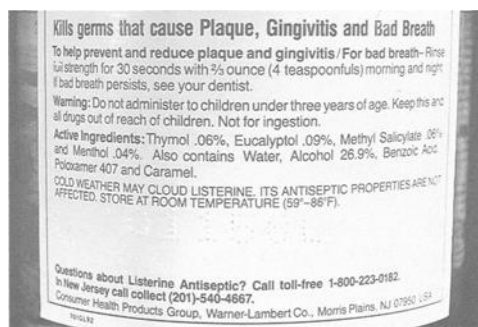 Kills germs that cause Plaque, Gingivitis and Bad Breath
To help prevent and reduce plaque and gingivitis/For bad breath–Rinse
full strength for 30 seconds with ⅔ ounce (4 teaspoonfuls) morning and night.
If bad breath persists, see your dentist.
Warning: Do not administer to children under three years of age. Keep this and
all drugs out of reach of children. Not for ingestion.
Active Ingredients: Thymol .06%, Eucalyptol .09%, Methyl Salicylate .06%
and Menthol .04%. Also contains Water, Alcohol 26.9%, Benzoic Acid,
Poloxamer 407 and Caramel.
COLD WEATHER MAY CLOUD LISTERINE. ITS ANTISEPTIC PROPERTIES ARE NOT
AFFECTED. STORE AT ROOM TEMPERATURE (59°–86°F).
Questions about Listerine Antiseptic? Call toll-free 1-800-223-0182.
In New Jersey call collect (201)-540-4667.
Consumer Health Products Group, Warner-Lambert Co., Morris Plains, NJ 07950 USA